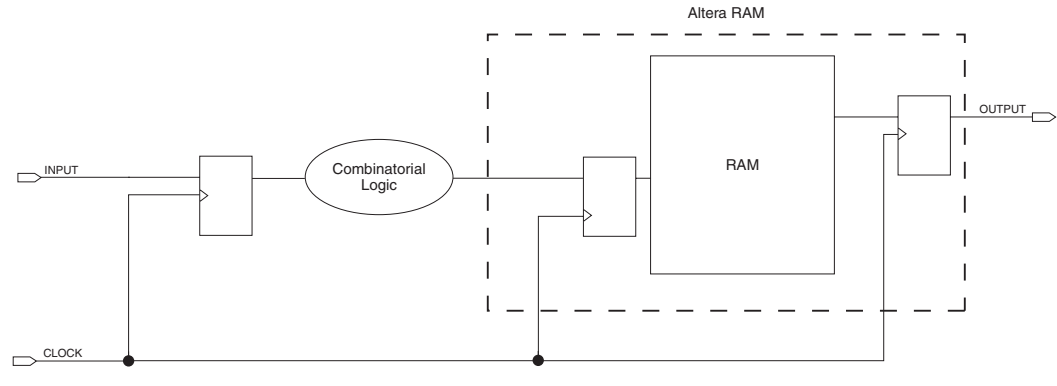 Altera RAM
OUTPUT
RAM
Combinatorial
Logic
INPUT
CLOCK